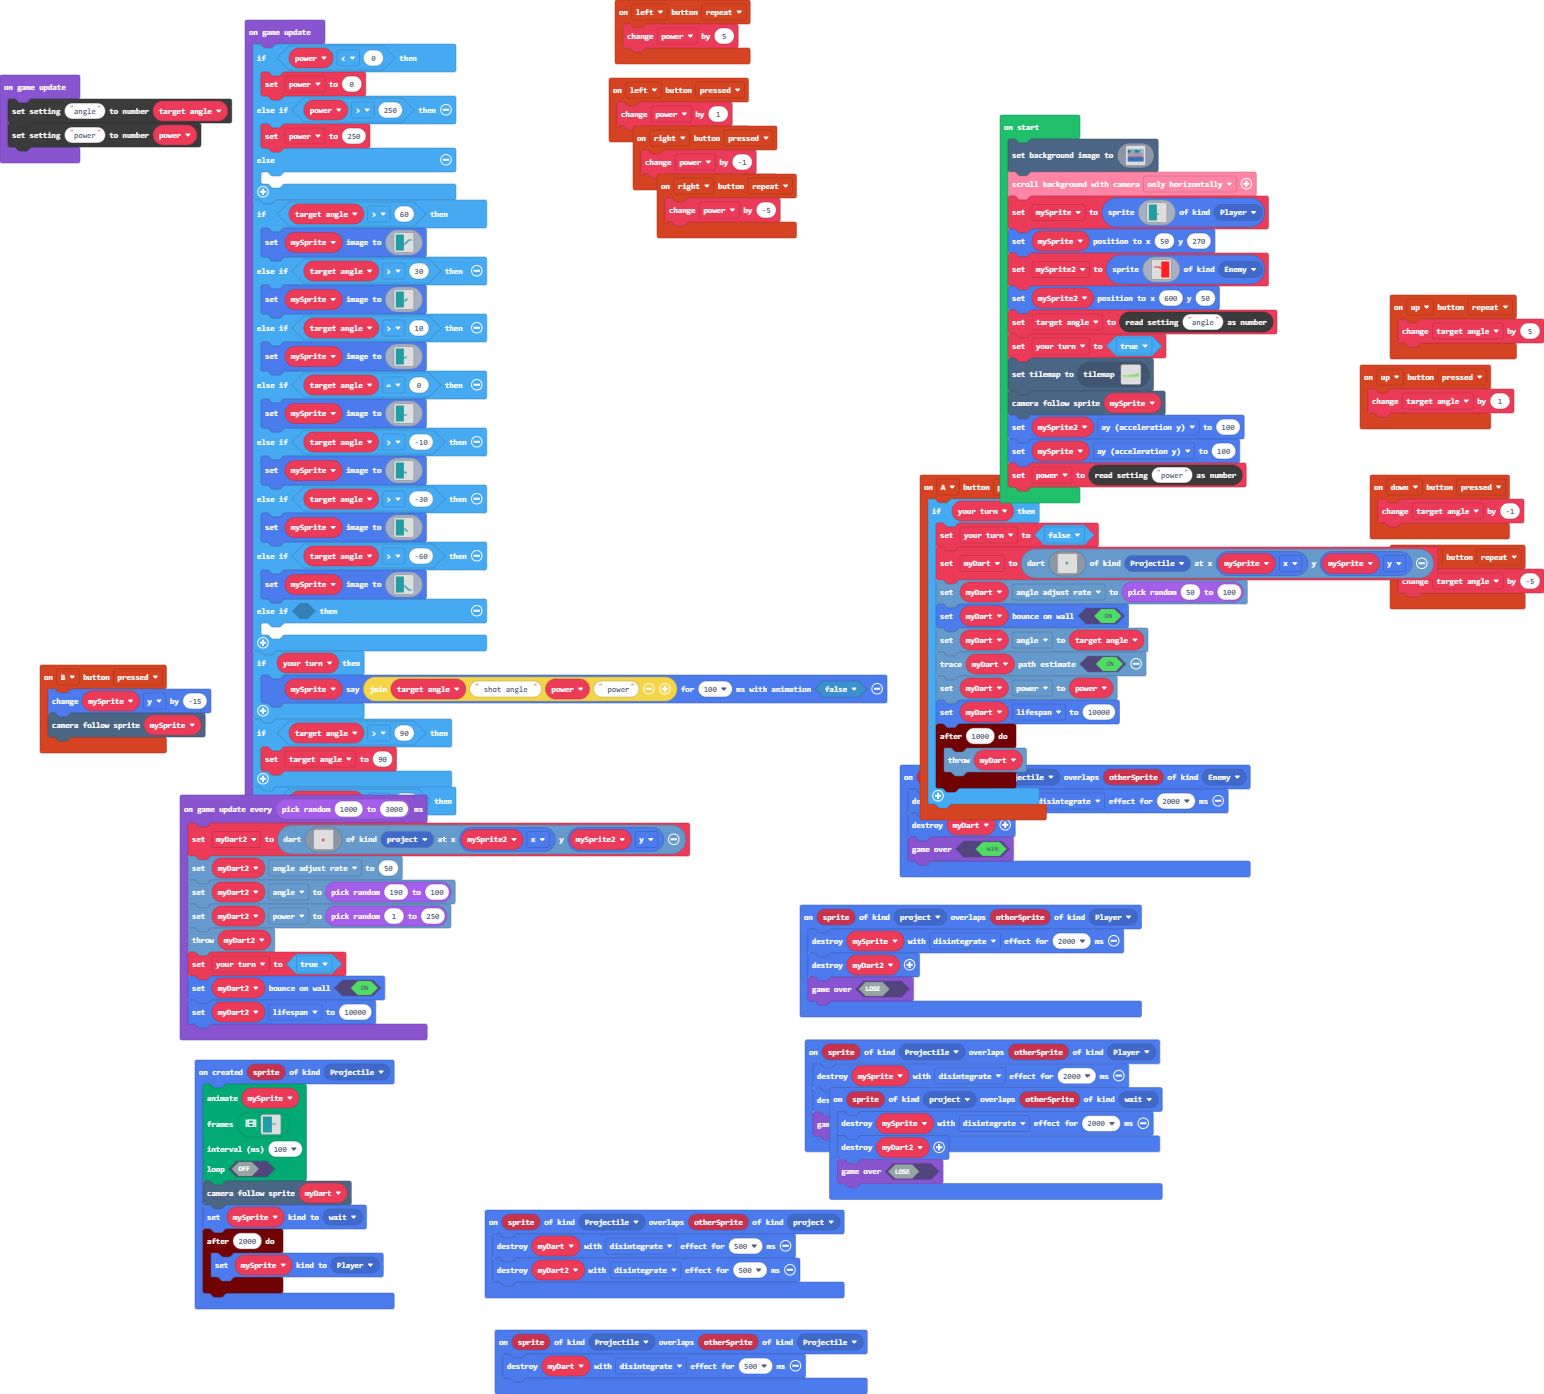 on game update
set setting "angle" to number target angle
set setting "power" to number power
on game update
if power < 0 then
set power to 0
else if power > 250 then
set power to 250
else
if target angle > 60 then
set mySprite image to
else if target angle > 30 then
set mySprite image to
else if target angle > 10 then
set mySprite image to
else if target angle = 0 then
set mySprite image to
else if target angle > -10 then
set mySprite image to
else if target angle > -30 then
set mySprite image to
else if target angle > -60 then
set mySprite image to
else if then
if your turn then
mySprite say join target angle " shot angle " power " power" for 100 ms with animation false
if target angle > 90 then
set target angle to 90
then
on left button repeat
change power by 5
on left button pressed
change power by 1
on right button pressed
change power by -1
on right button repeat
change power by -5
on start
set background image to
scroll background with camera only horizontally
set mySprite to sprite of kind Player
set mySprite position to x 50 y 270
set mySprite2 to sprite of kind Enemy
set mySprite2 position to x 600 y 50
set target angle to read setting "angle" as number
set your turn to true
set tilemap to tilemap
camera follow sprite mySprite
set mySprite2 ay (acceleration y) to 100
set mySprite ay (acceleration y) to 100
set power to read setting "power" as number
on up button repeat
change target angle by 5
on up button pressed
change target angle by 1
on down button pressed
change target angle by -1
button repeat
change target angle by -5
on A button
if your turn then
set your turn to false
set myDart to dart of kind Projectile at x mySprite x y mySprite y
set myDart angle adjust rate to pick random 50 to 100
set myDart bounce on wall ON
set myDart angle to target angle
trace myDart path estimate ON
set myDart power to power
set myDart lifespan to 10000
after 1000 do
throw myDart
on ectile overlaps otherSprite of kind Enemy
de disintegrate effect for 2000 ms
destroy myDart
game over WIN
on B button pressed
change mySprite y by -15
camera follow sprite mySprite
on game update every pick random 1000 to 3000 ms
set myDart2 to dart of kind project at x mySprite2 x y mySprite2 y
set myDart2 angle adjust rate to 50
set myDart2 angle to pick random 190 to 100
set myDart2 power to pick random 1 to 250
throw myDart2
set your turn to true
set myDart2 bounce on wall ON
set myDart2 lifespan to 10000
on sprite of kind project overlaps otherSprite of kind Player
destroy mySprite with disintegrate effect for 2000 ms
destroy myDart2
game over LOSE
on sprite of kind Projectile overlaps otherSprite of kind Player
destroy mySprite with disintegrate effect for 2000 ms
des
gam
on sprite of kind project overlaps otherSprite of kind wait
destroy mySprite with disintegrate effect for 2000 ms
destroy myDart2
game over LOSE
on created sprite of kind Projectile
animate mySprite
frames
interval (ms) 100
loop OFF
camera follow sprite myDart
set mySprite kind to wait
after 2000 do
set mySprite kind to Player
on sprite of kind Projectile overlaps otherSprite of kind project
destroy myDart with disintegrate effect for 500 ms
destroy myDart2 with disintegrate effect for 500 ms
on sprite of kind Projectile overlaps otherSprite of kind Projectile
destroy myDart with disintegrate effect for 500 ms